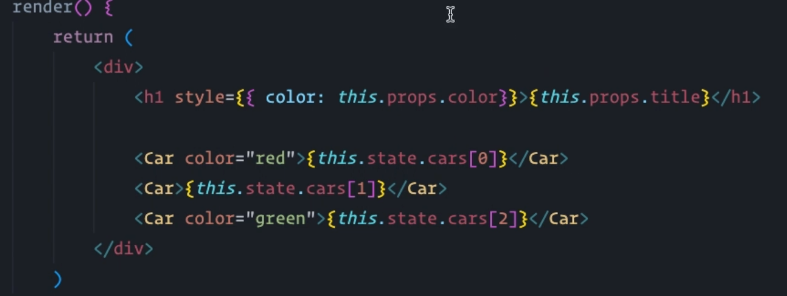 render() {
return (
<div>
<h1 style={{ color: this.props.color}}>{this.props.title}</h1>
<Car color="red">{this.state.cars[0]}</Car>
<Car>{this.state.cars[1]}</Car>
<Car color="green">{this.state.cars[2]}</Car>
</div>
)